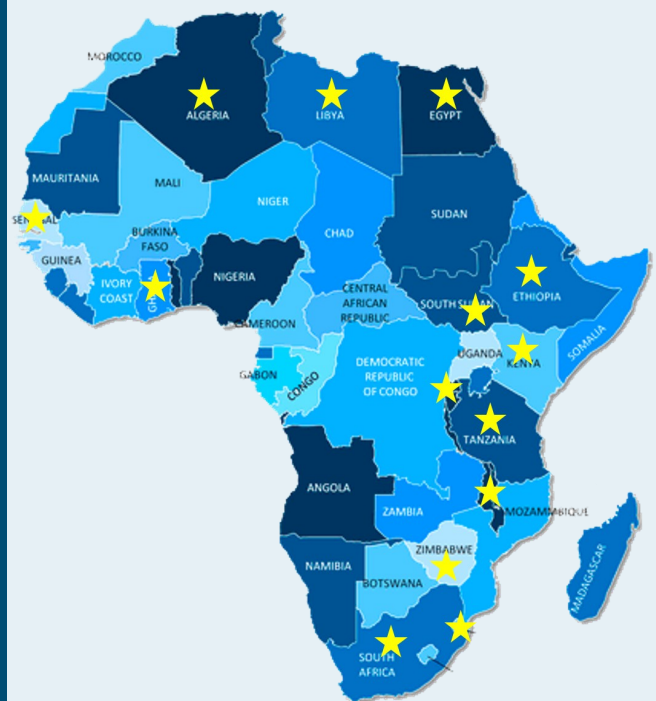 MOROCCO
ALGERIA
LIBYA
EGYPT
MAURITANIA
MALI
NIGER
CHAD
SUDAN
GUINEA
BURKINA
FASO
IVORY
COAST
NIGERIA
CAMEROON
CENTRAL
AFRICAN
REPUBLIC
SOUTH
ETHIOPIA
SOMALIA
UGANDA
KENYA
GABON
CONGO
DEMOCRATIC
REPUBLIC
OF CONGO
TANZANIA
ANGOLA
ZAMBIA
MOZAMMBIQUE
ZIMBABWE
NAMIBIA
BOTSWANA
MADAGASCAR
SOUTH
AFRICA